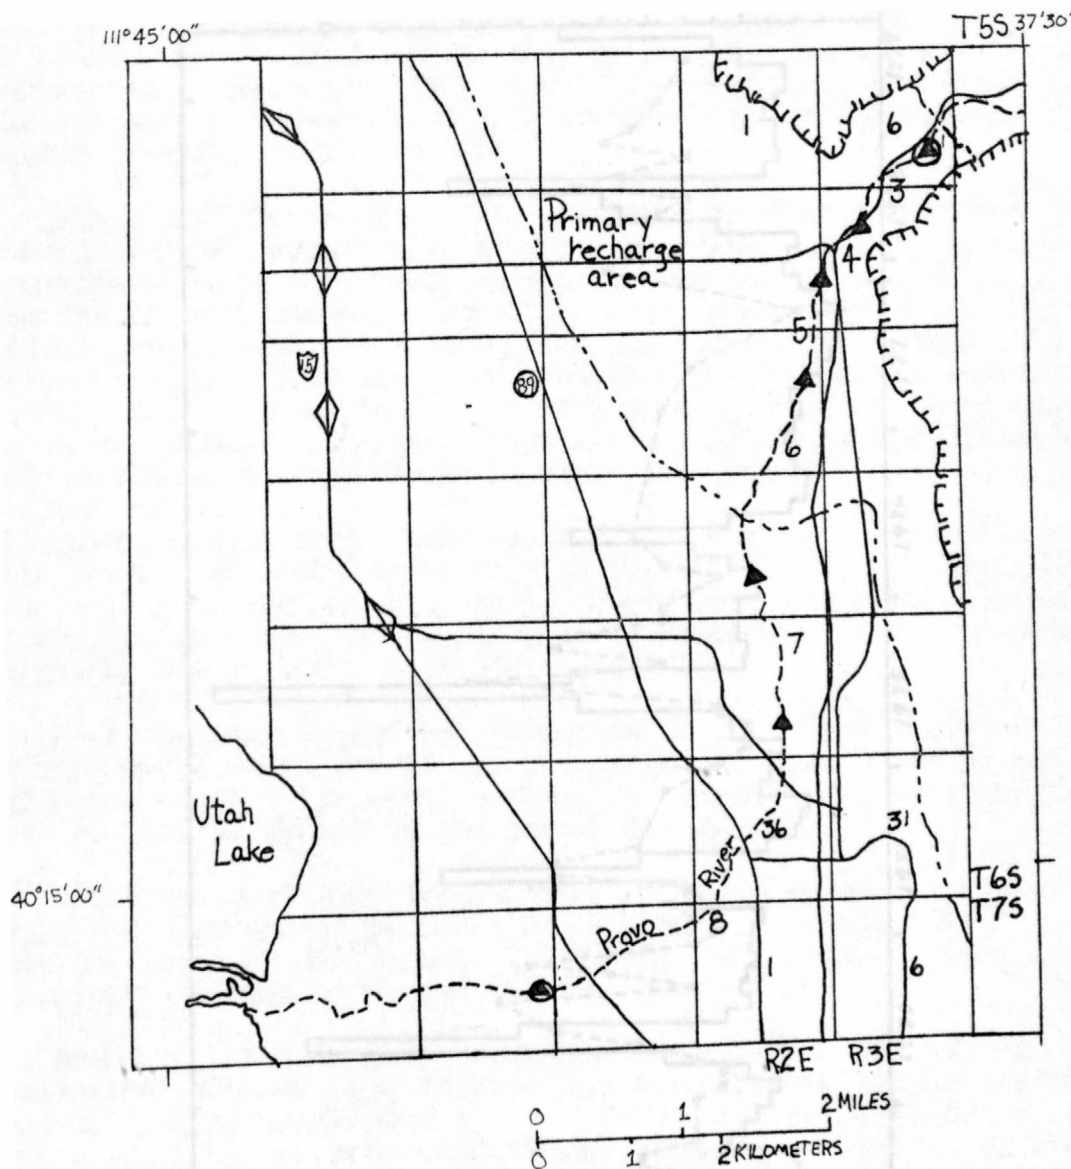 111°45'00"
T5S 37'30"
1
6
3
Primary
recharge
area
4
5
15
89
6
7
Utah
Lake
36
31
River
T6S
40°15'00"
T7S
Provo
8
1
6
R2E
R3E
0
1
2 MILES
0
1
2 KILOMETERS